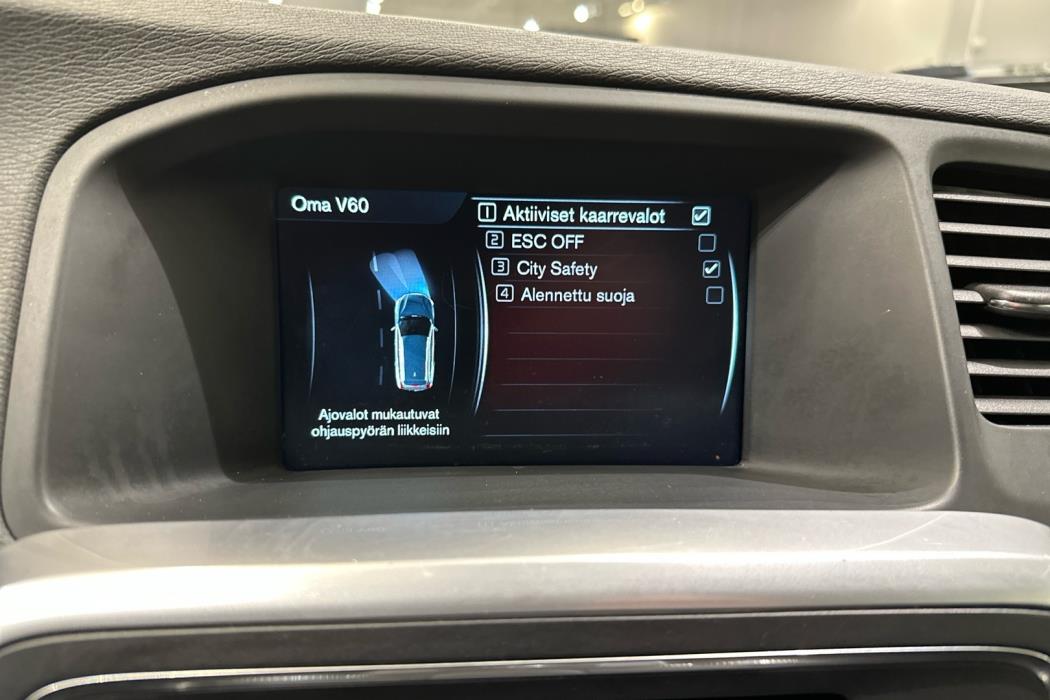 Oma V60
1 Aktiiviset kaarrevalot
2 ESC OFF
3 City Safety
4 Alennettu suoja
Ajovalot mukautuvat
ohjauspyörän liikkeisiin